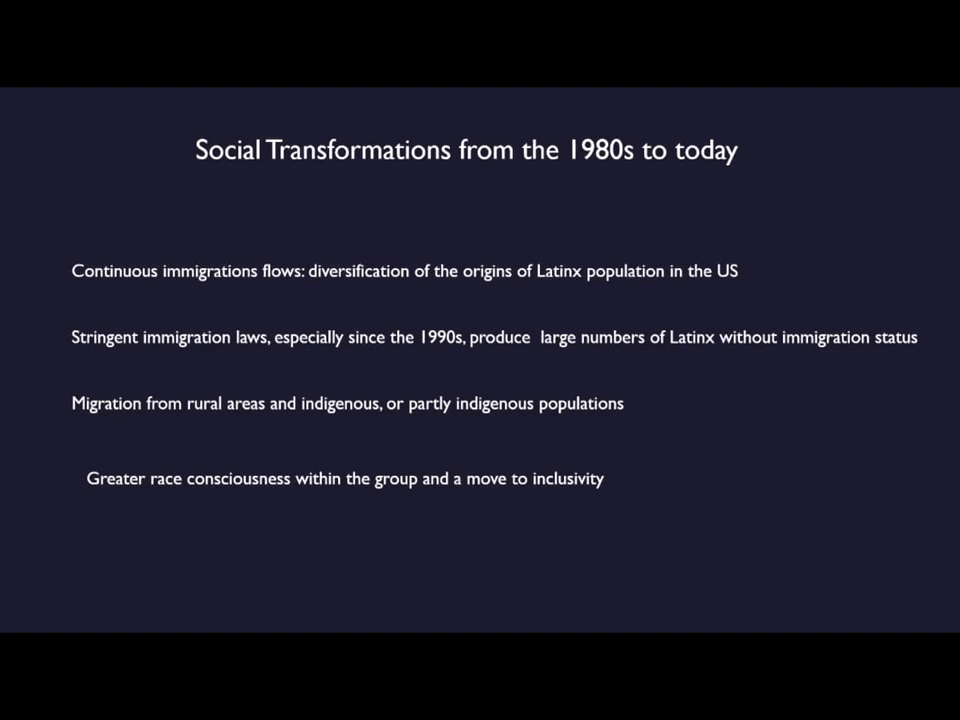 Social Transformations from the 1980s to today
Continuous immigrations flows: diversification of the origins of Latinx population in the US
Stringent immigration laws, especially since the 1990s, produce  large numbers of Latinx without immigration status
Migration from rural areas and indigenous, or partly indigenous populations
Greater race consciousness within the group and a move to inclusivity